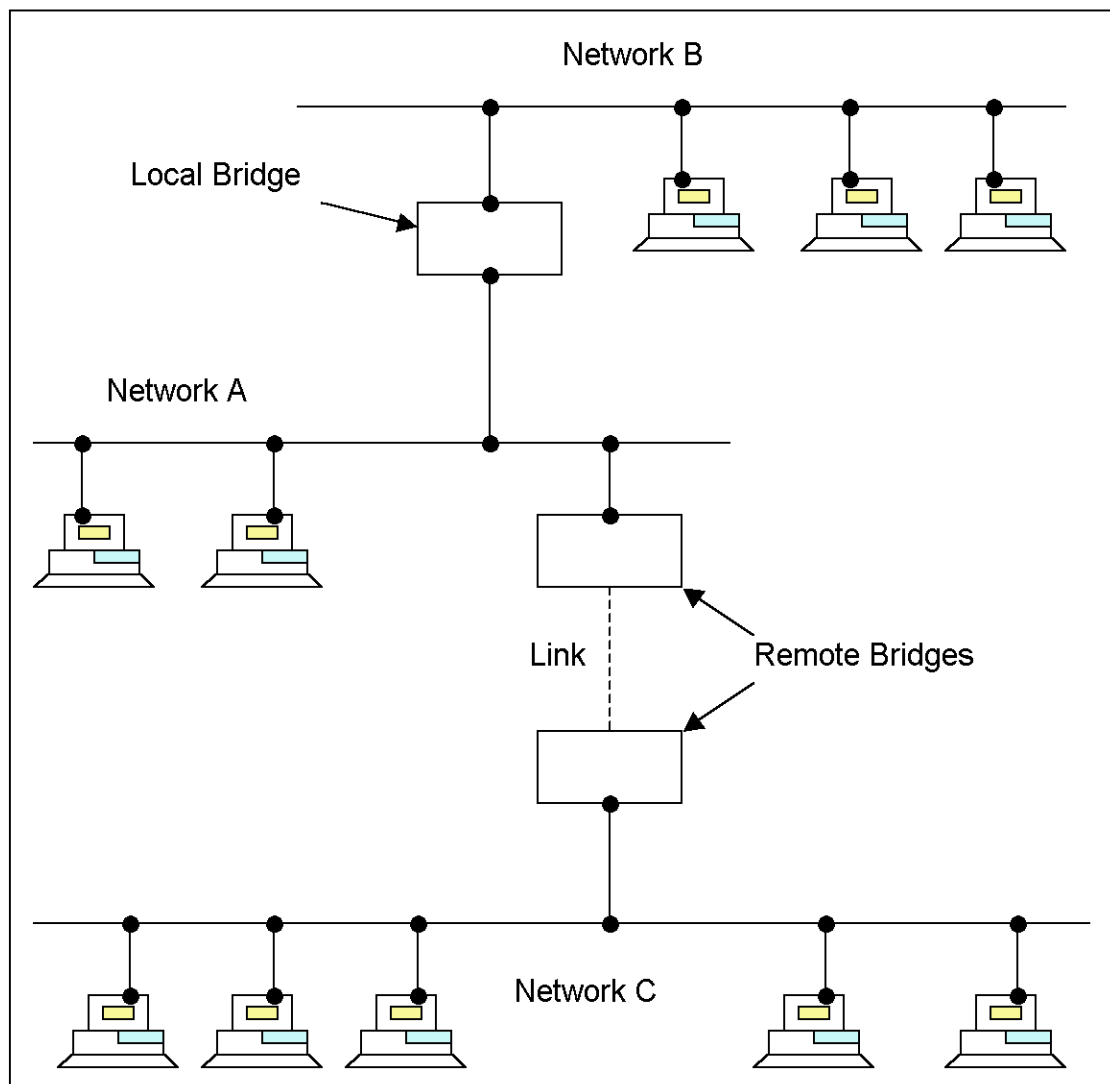 Network B
Local Bridge
Network A
Link
Remote Bridges
Network C